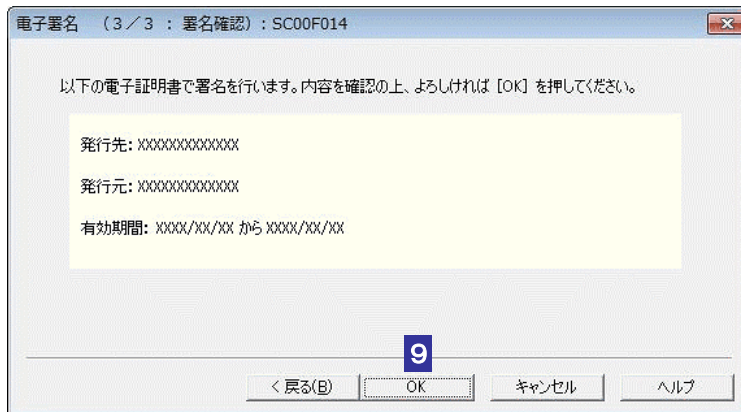 電子署名　（３／３　：　署名確認）：SC00F014
以下の電子証明書で署名を行います。内容を確認の上、よろしければ［OK］を押してください。
発行先: XXXXXXXXXXXXX
発行元: XXXXXXXXXXXXX
有効期間: XXXX/XX/XX から XXXX/XX/XX
9
＜戻る(B)　OK　キャンセル　ヘルプ